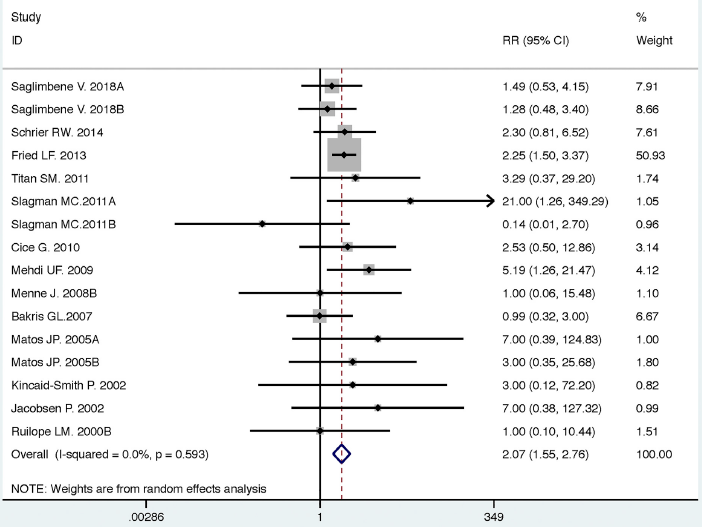 Study %
ID RR (95% CI) Weight
Saglimbene V. 2018A 1.49 (0.53, 4.15) 7.91
Saglimbene V. 2018B 1.28 (0.48, 3.40) 8.66
Schrier RW. 2014 2.30 (0.81, 6.52) 7.61
Fried LF. 2013 2.25 (1.50, 3.37) 50.93
Titan SM. 2011 3.29 (0.37, 29.20) 1.74
Slagman MC.2011A 21.00 (1.26, 349.29) 1.05
Slagman MC.2011B 0.14 (0.01, 2.70) 0.96
Cice G. 2010 2.53 (0.50, 12.86) 3.14
Mehdi UF. 2009 5.19 (1.26, 21.47) 4.12
Menne J. 2008B 1.00 (0.06, 15.48) 1.10
Bakris GL.2007 0.99 (0.32, 3.00) 6.67
Matos JP. 2005A 7.00 (0.39, 124.83) 1.00
Matos JP. 2005B 3.00 (0.35, 25.68) 1.80
Kincaid-Smith P. 2002 3.00 (0.12, 72.20) 0.82
Jacobsen P. 2002 7.00 (0.38, 127.32) 0.99
Ruilope LM. 2000B 1.00 (0.10, 10.44) 1.51
Overall (I-squared = 0.0%, p = 0.593) 2.07 (1.55, 2.76) 100.00
NOTE: Weights are from random effects analysis
.00286 1 349